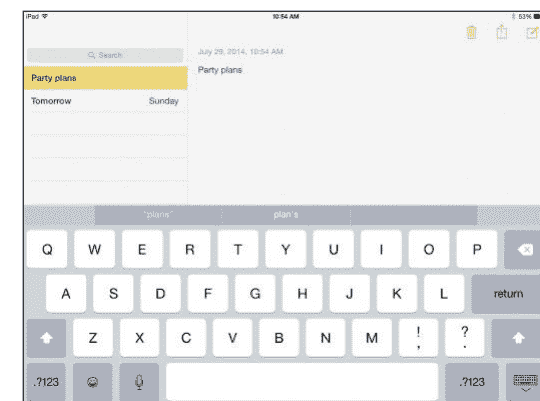 iPad 10:54 AM 53%
Search
July 29, 2014, 10:54 AM
Party plans
Party plans
Tomorrow Sunday
"plans" plan's
Q W E R T Y U I O P
A S D F G H J K L return
Z X C V B N M ! , ? .
.?123 .?123